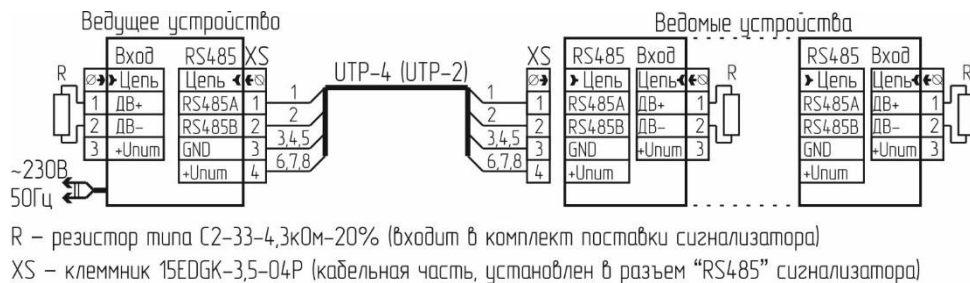 Ведущее устройство
Ведомые устройства
Вход RS485 XS
Цепь Цепь
R
1 ДВ+ RS485A 1
2 ДВ– RS485B 2
3 +Uпит GND 3
+Uпит 4
~230В
50Гц
UTP-4 (UTP-2)
1
2
3,4,5
6,7,8
1
2
3,4,5
6,7,8
XS RS485 Вход
Цепь Цепь
R
1 RS485A ДВ+ 1
2 RS485B ДВ– 2
3 GND +Uпит 3
4 +Uпит
RS485 Вход
Цепь Цепь
R
RS485A ДВ+ 1
RS485B ДВ– 2
GND +Uпит 3
+Uпит
R – резистор типа С2-33-4,3кОм-20% (входит в комплект поставки сигнализатора)
XS – клеммник 15EDGK-3,5-04P (кабельная часть, установлен в разъем “RS485” сигнализатора)